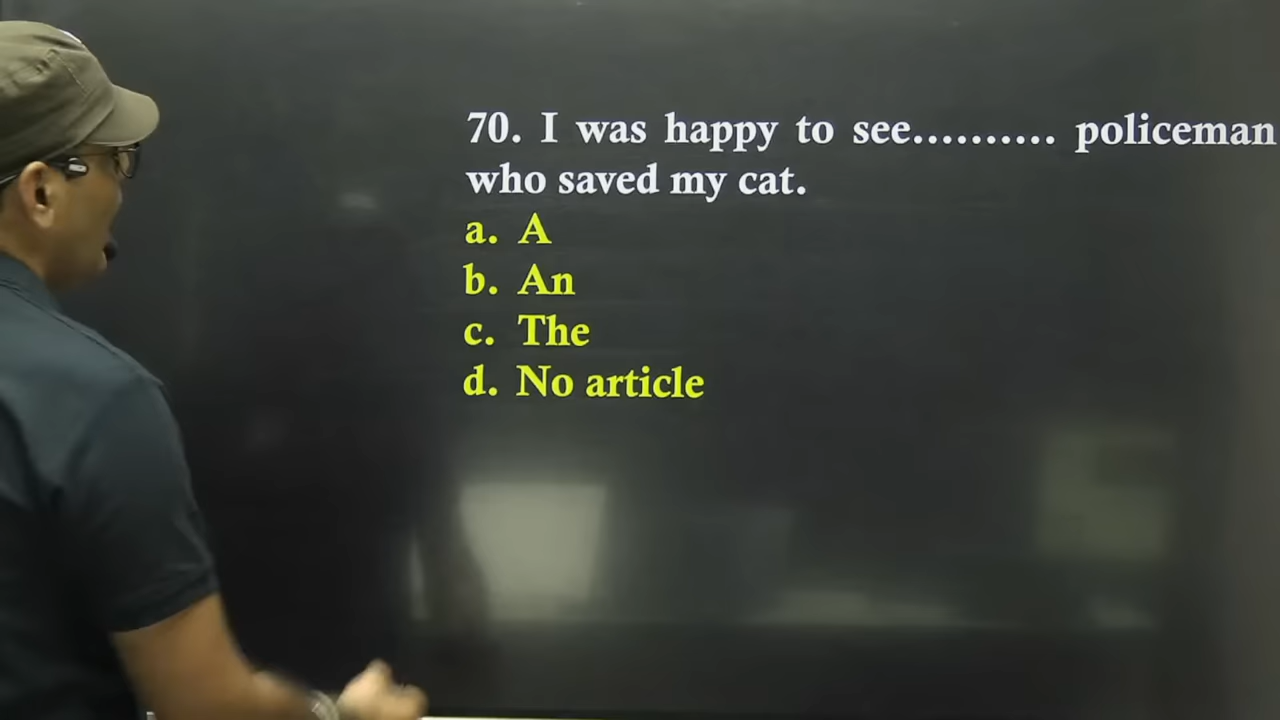 70. I was happy to see.......... policeman
who saved my cat.
a. A
b. An
c. The
d. No article